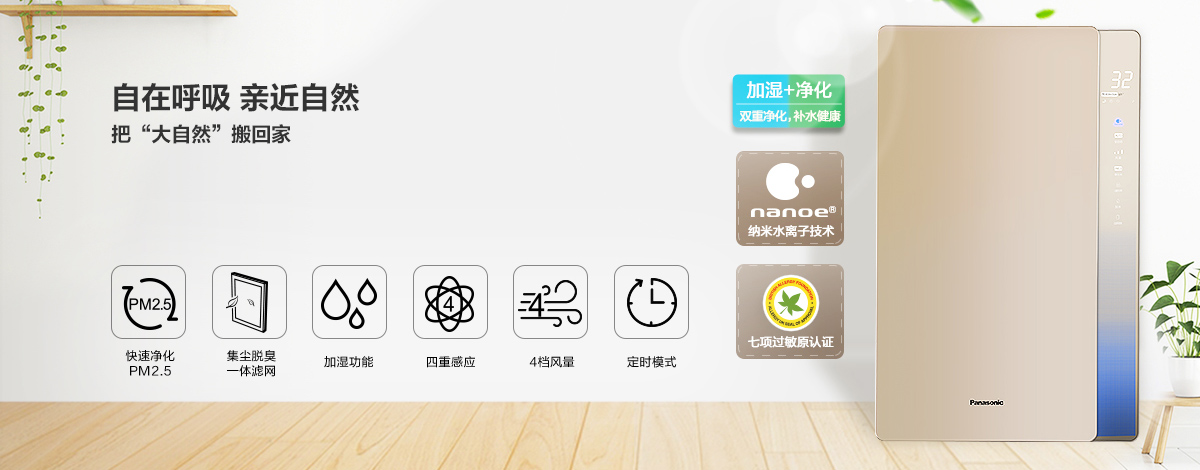 自在呼吸 亲近自然
把“大自然”搬回家
PM2.5
快速净化
PM2.5
集尘脱臭
一体滤网
加湿功能
4
四重感应
4
4档风量
定时模式
加湿+净化
双重净化,补水健康
nanoe®
纳米水离子技术
七项过敏原认证
32
Panasonic